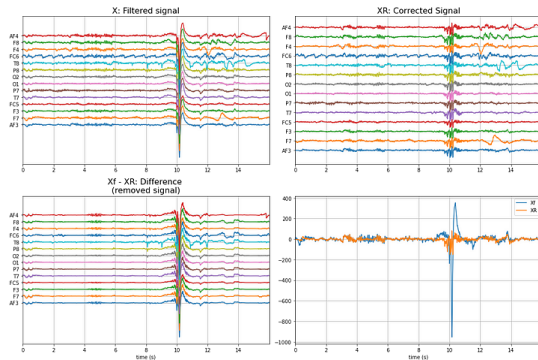 X: Filtered signal
AF4
F8
F4
FC6
T8
P8
O2
O1
P7
T7
FC5
F3
F7
AF3
0 2 4 6 8 10 12 14
XR: Corrected Signal
AF4
F8
F4
FC6
T8
P8
O2
O1
P7
T7
FC5
F3
F7
AF3
0 2 4 6 8 10 12 14
Xf - XR: Difference
(removed signal)
AF4
F8
F4
FC6
T8
P8
O2
O1
P7
T7
FC5
F3
F7
AF3
0 2 4 6 8 10 12 14
time (s)
400
200
0
-200
-400
-600
-800
-1000
Xf
XR
0 2 4 6 8 10 12 14
time (s)